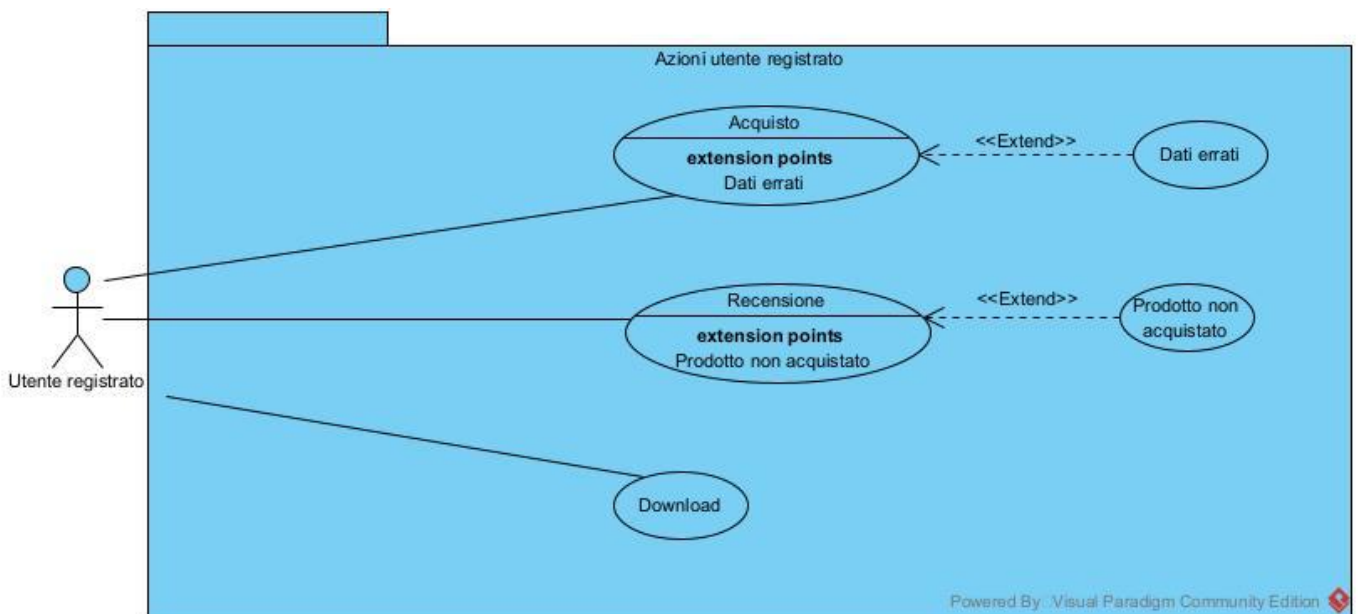 Azioni utente registrato
Acquisto
extension points
Dati errati
<<Extend>>
Dati errati
Recensione
extension points
Prodotto non acquistato
<<Extend>>
Prodotto non
acquistato
Utente registrato
Download
Powered By Visual Paradigm Community Edition